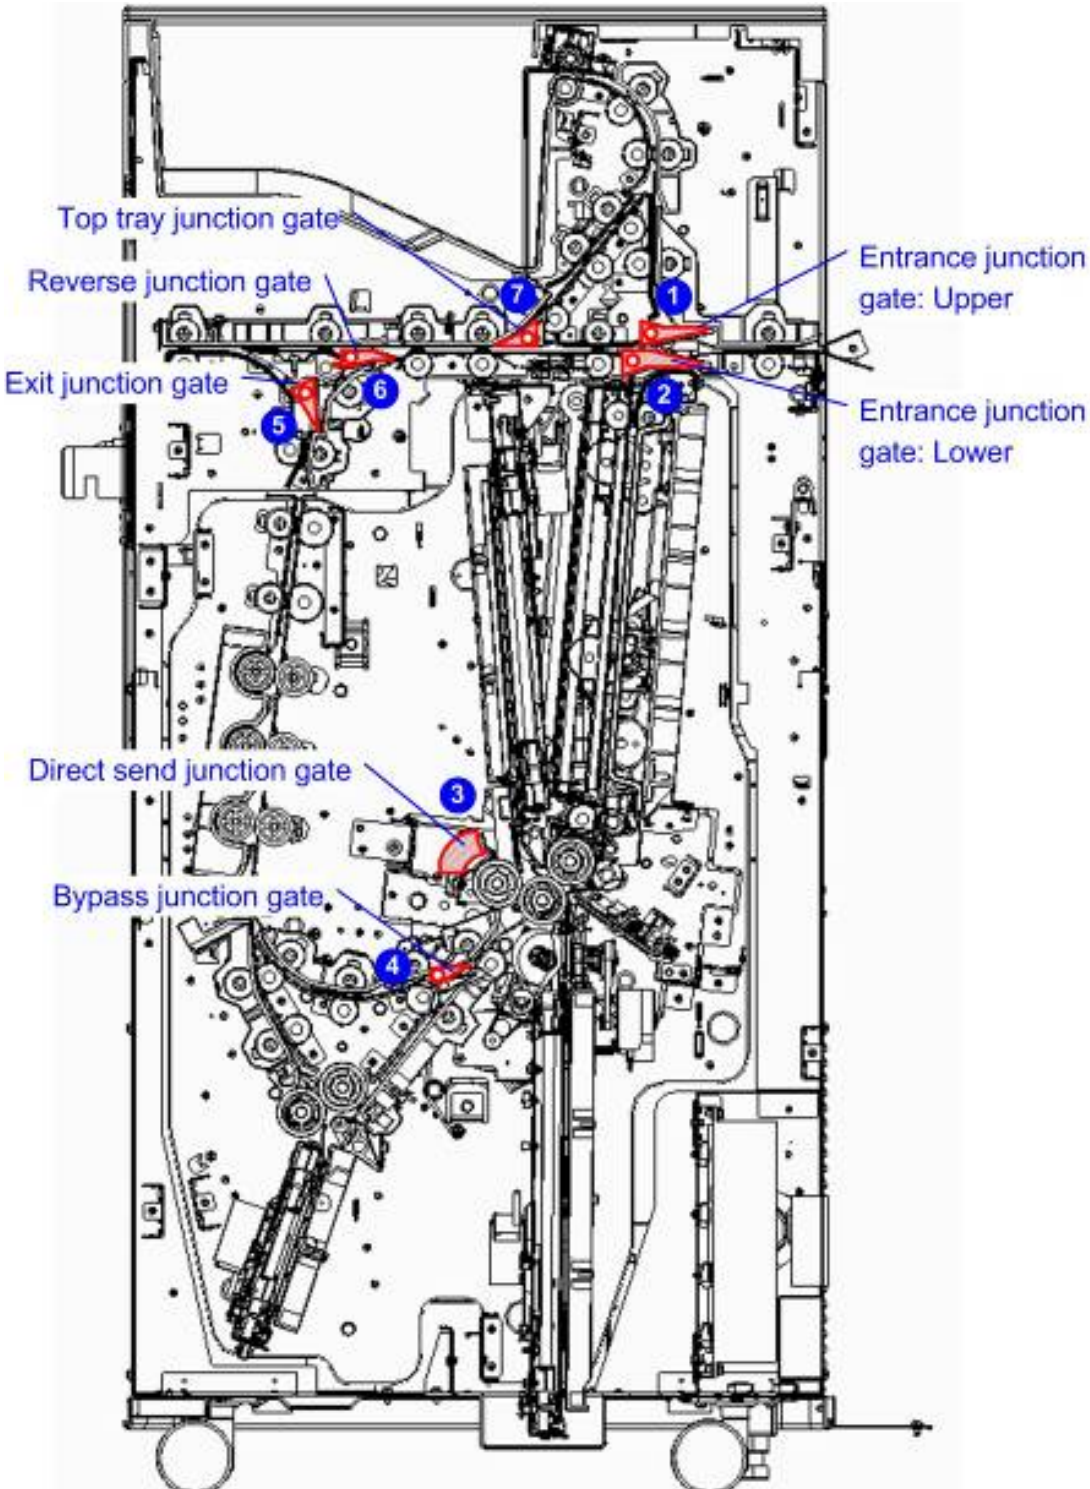 Top tray junction gate
Reverse junction gate
7
1
Entrance junction
gate: Upper
Exit junction gate
6
2
5
Entrance junction
gate: Lower
Direct send junction gate
3
Bypass junction gate
4